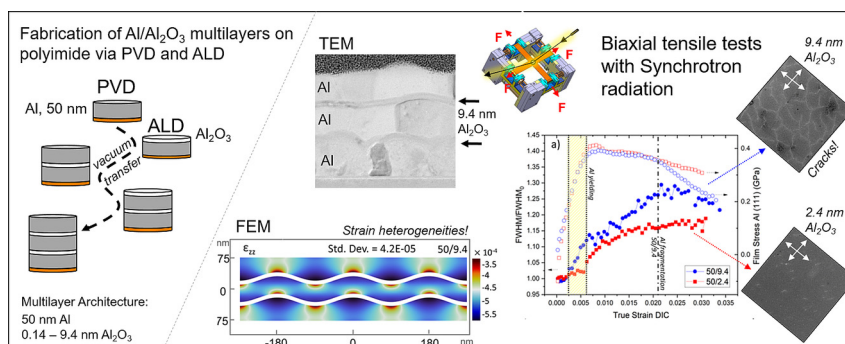 Fabrication of Al/Al₂O₃ multilayers on
polyimide via PVD and ALD
PVD
Al, 50 nm
ALD
Al₂O₃
vacuum
transfer
Multilayer Architecture:
50 nm Al
0.14 – 9.4 nm Al₂O₃
TEM
Al
Al
Al
9.4 nm
Al₂O₃
FEM
Strain heterogeneities!
nm
εzz
Std. Dev. = 4.2E-05
50/9.4
× 10⁻⁴
75
0
75
-180
0
180
nm
-3.5
-4
-4.5
-5
-5.5
F
F
F
F
Biaxial tensile tests
with Synchrotron
radiation
a)
FWHM/FWHM₀
1.40
1.35
1.30
1.25
1.20
1.15
1.10
1.05
1.00
0.95
0.000
0.005
0.010
0.015
0.020
0.025
0.030
0.035
True Strain DIC
Film Stress Al (111) (GPa)
0.4
0.2
0.0
Al yielding
Al fragmentation
50/9.4
50/9.4
50/2.4
9.4 nm
Al₂O₃
Cracks!
2.4 nm
Al₂O₃